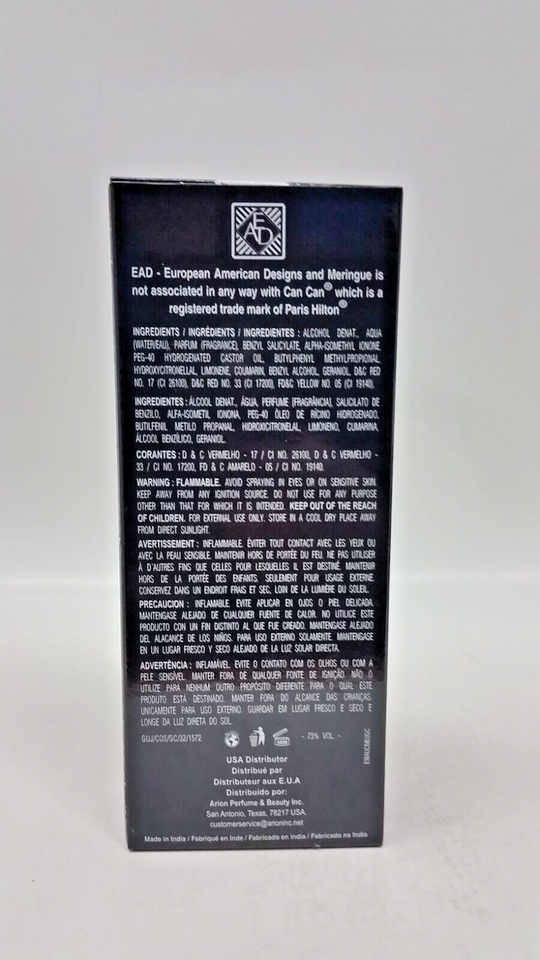 EAD
EAD - European American Designs and Meringue is
not associated in any way with Can Can® which is a
registered trade mark of Paris Hilton®
INGREDIENTS / INGRÉDIENTS / INGREDIENTES : ALCOHOL DENAT., AQUA
(WATER/EAU), PARFUM (FRAGRANCE), BENZYL SALICYLATE, ALPHA-ISOMETHYL IONONE
PEG-40 HYDROGENATED CASTOR OIL, BUTYLPHENYL METHYLPROPIONAL,
HYDROXYCITRONELLAL, LIMONENE, COUMARIN, BENZYL ALCOHOL, GERANIOL, D&C RED
NO. 17 (CI 26100), D&C RED NO. 33 (CI 17200), FD&C YELLOW NO. 05 (CI 19140).
INGREDIENTES : ÁLCOOL DENAT., ÁGUA, PERFUME [FRAGRÂNCIA], SALICILATO DE
BENZILO, ALFA-ISOMETIL IONONA, PEG-40 ÓLEO DE RÍCINO HIDROGENADO,
BUTILFENIL METILO PROPANAL, HIDROXICITRONELAL, LIMONENO, CUMARINA,
ÁLCOOL BENZÍLICO, GERANIOL.
CORANTES : D & C VERMELHO - 17 / CI NO. 26100, D & C VERMELHO -
33 / CI NO. 17200, FD & C AMARELO - 05 / CI NO. 19140.
WARNING : FLAMMABLE. AVOID SPRAYING IN EYES OR ON SENSITIVE SKIN.
KEEP AWAY FROM ANY IGNITION SOURCE. DO NOT USE FOR ANY PURPOSE
OTHER THAN THAT FOR WHICH IT IS INTENDED. KEEP OUT OF THE REACH
OF CHILDREN. FOR EXTERNAL USE ONLY. STORE IN A COOL DRY PLACE AWAY
FROM DIRECT SUNLIGHT.
AVERTISSEMENT : INFLAMMABLE. ÉVITER TOUT CONTACT AVEC LES YEUX OU
AVEC LA PEAU SENSIBLE. MAINTENIR HORS DE PORTÉE DU FEU. NE PAS UTILISER
À D'AUTRES FINS QUE CELLES POUR LESQUELLES IL EST DESTINÉ. MAINTENIR
HORS DE LA PORTÉE DES ENFANTS. SEULEMENT POUR USAGE EXTERNE.
CONSERVEZ DANS UN ENDROIT FRAIS ET SEC, LOIN DE LA LUMIÈRE DU SOLEIL.
PRECAUCION : INFLAMABLE. EVITE APLICAR EN OJOS O PIEL DELICADA.
MANTENGASE ALEJADO DE CUALQUIER FUENTE DE CALOR. NO UTILICE ESTE
PRODUCTO CON UN FIN DISTINTO AL QUE FUE CREADO. MANTENGASE ALEJADO
DEL ALACANCE DE LOS NIÑOS. PARA USO EXTERNO SOLAMENTE. MANTENGASE
EN UN LUGAR FRESCO Y SECO ALEJADO DE LA LUZ SOLAR DIRECTA.
ADVERTÊNCIA : INFLAMÁVEL. EVITE O CONTATO COM OS OLHOS OU COM A
PELE SENSÍVEL. MANTER FORA DE QUALQUER FONTE DE IGNIÇÃO. NÃO O
UTILIZE PARA NENHUM OUTRO PROPÓSITO DIFERENTE PARA O QUAL ESTE
PRODUTO ESTÁ DESTINADO. MANTER FORA DO ALCANCE DAS CRIANÇAS.
UNICAMENTE PARA USO EXTERNO. GUARDAR EM LUGAR FRESCO E SECO E
LONGE DA LUZ DIRETA DO SOL.
GUJ/COS/GC/32/1572
- 73% VOL. -
USA Distributor
Distribué par
Distributeur aux E.U.A
Distribuido por:
Arion Perfume & Beauty Inc.
San Antonio, Texas, 78217 USA.
customerservice@arioninc.net
Made in India / Fabriqué en Inde / Fabricado en India / Fabricado na India